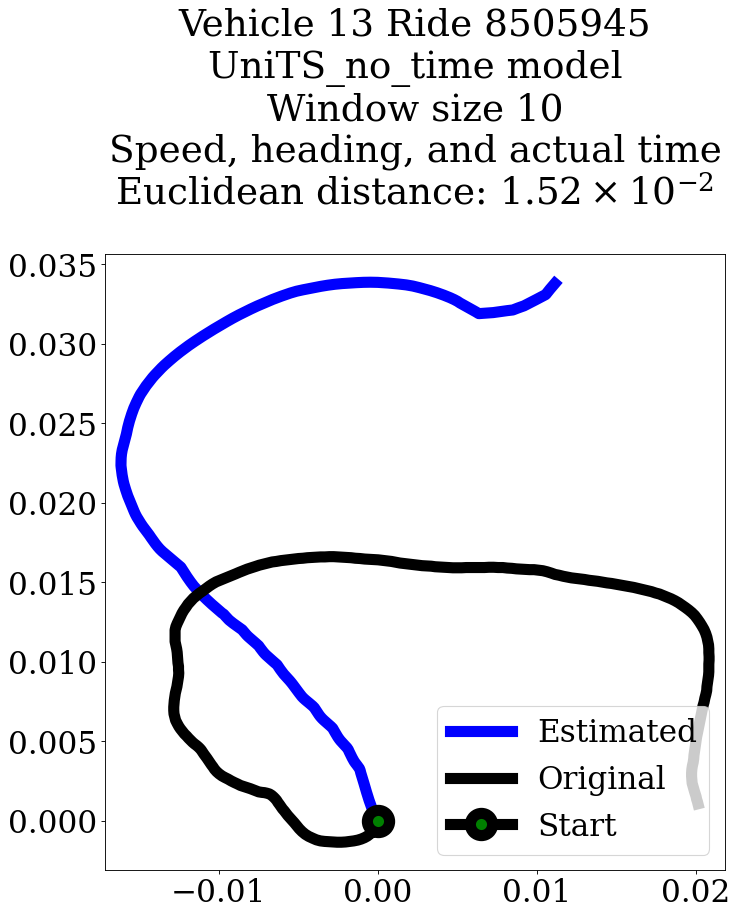 Vehicle 13 Ride 8505945
UniTS_no_time model
Window size 10
Speed, heading, and actual time
Euclidean distance: 1.52 × 10⁻²
0.035
0.030
0.025
0.020
0.015
0.010
0.005
0.000
Estimated
Original
Start
−0.01
0.00
0.01
0.02